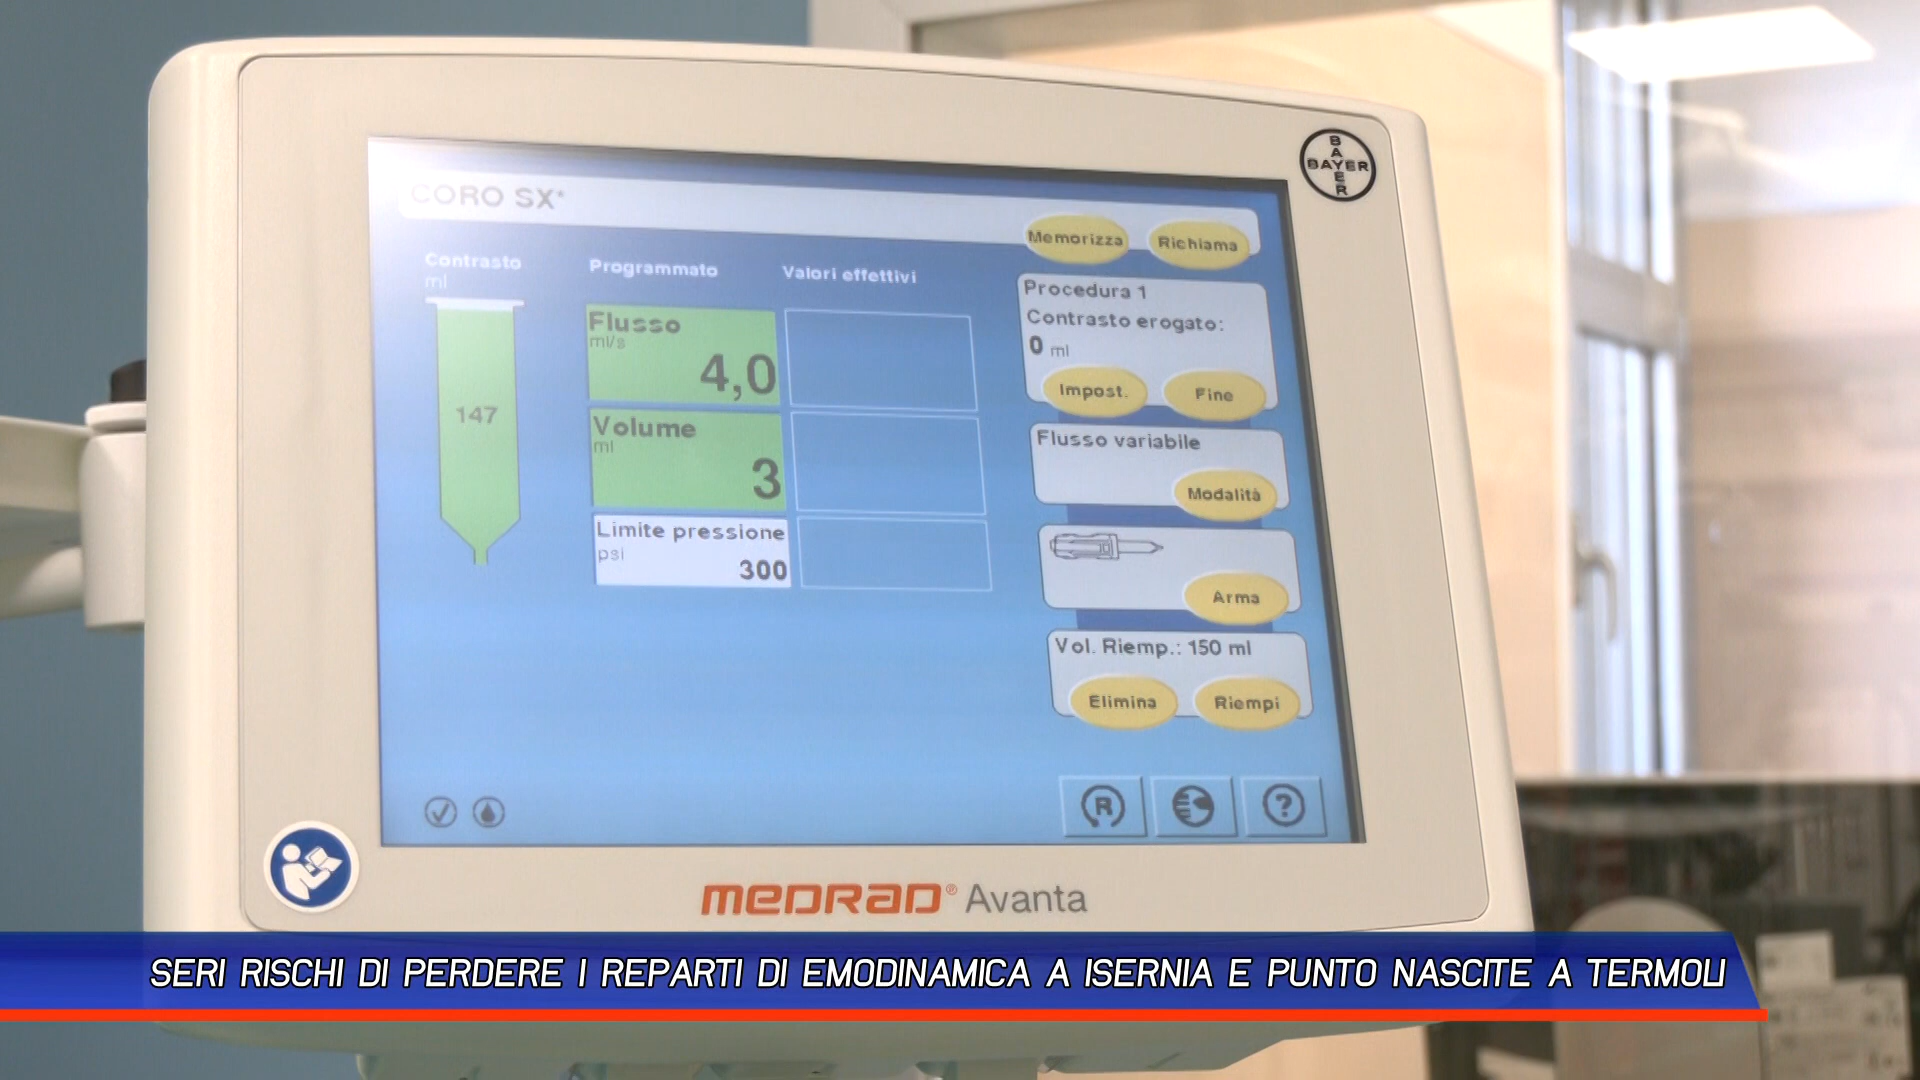 BAYER
BAYER
CORO SX*
Memorizza
Richiama
Contrasto
ml
Programmato
Valori effettivi
147
Flusso
ml/s
4,0
Volume
ml
3
Limite pressione
psi
300
Procedura 1
Contrasto erogato:
0 ml
Impost.
Fine
Flusso variabile
Modalità
Arma
Vol. Riemp.: 150 ml
Elimina
Riempi
R
?
MEDRAD® Avanta
SERI RISCHI DI PERDERE I REPARTI DI EMODINAMICA A ISERNIA E PUNTO NASCITE A TERMOLI